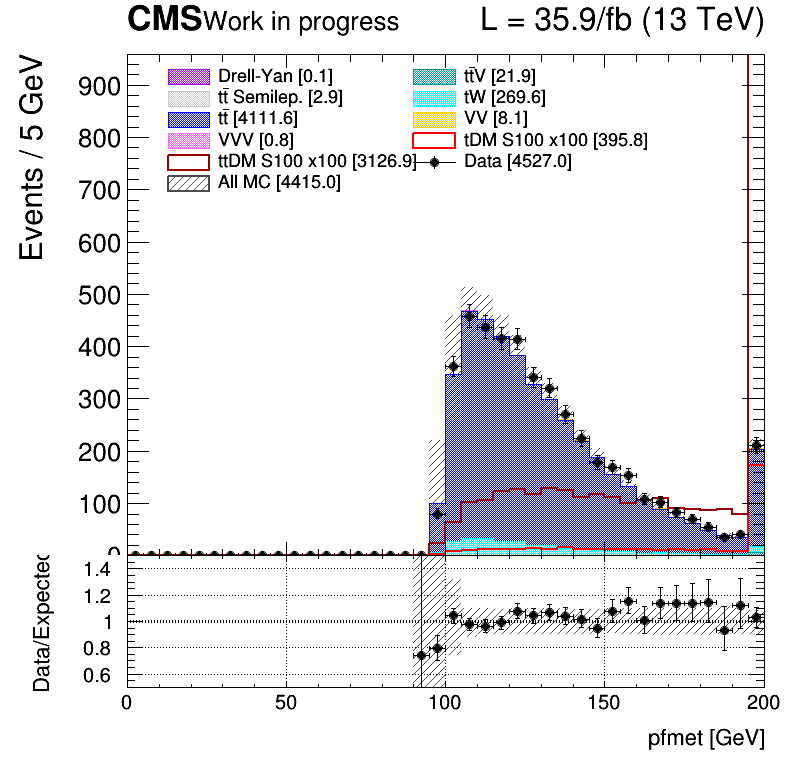 CMS Work in progress L = 35.9/fb (13 TeV)
Drell-Yan [0.1] tt̄V [21.9]
tt̄ Semilep. [2.9] tW [269.6]
tt̄ [4111.6] VV [8.1]
VVV [0.8] tDM S100 x100 [395.8]
ttDM S100 x100 [3126.9] Data [4527.0]
All MC [4415.0]
Events / 5 GeV
900
800
700
600
500
400
300
200
100
0
Data/Expected
1.4
1.2
1
0.8
0.6
0 50 100 150 200
pfmet [GeV]